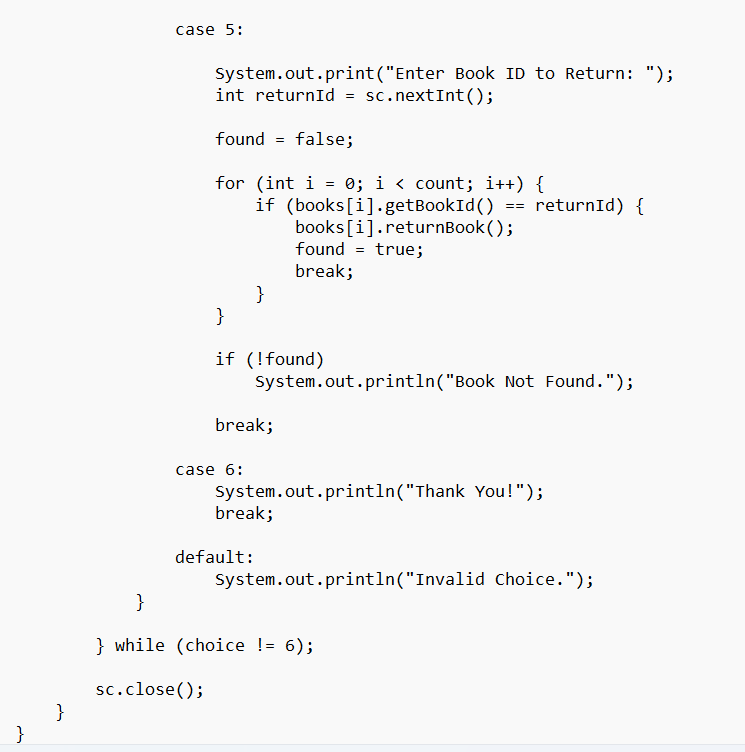 case 5:
System.out.print("Enter Book ID to Return: ");
int returnId = sc.nextInt();
found = false;
for (int i = 0; i < count; i++) {
if (books[i].getBookId() == returnId) {
books[i].returnBook();
found = true;
break;
}
}
if (!found)
System.out.println("Book Not Found.");
break;
case 6:
System.out.println("Thank You!");
break;
default:
System.out.println("Invalid Choice.");
}
} while (choice != 6);
sc.close();
}
}